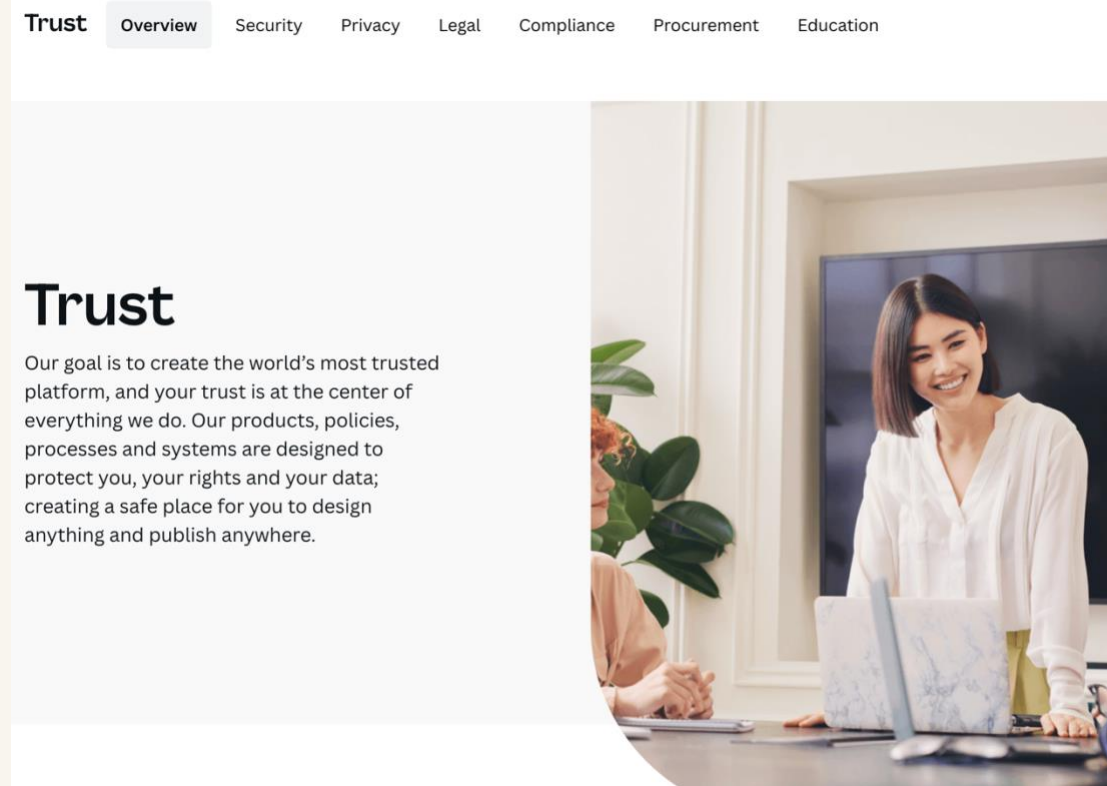 Trust
Overview
Security
Privacy
Legal
Compliance
Procurement
Education
Trust
Our goal is to create the world’s most trusted
platform, and your trust is at the center of
everything we do. Our products, policies,
processes and systems are designed to
protect you, your rights and your data;
creating a safe place for you to design
anything and publish anywhere.